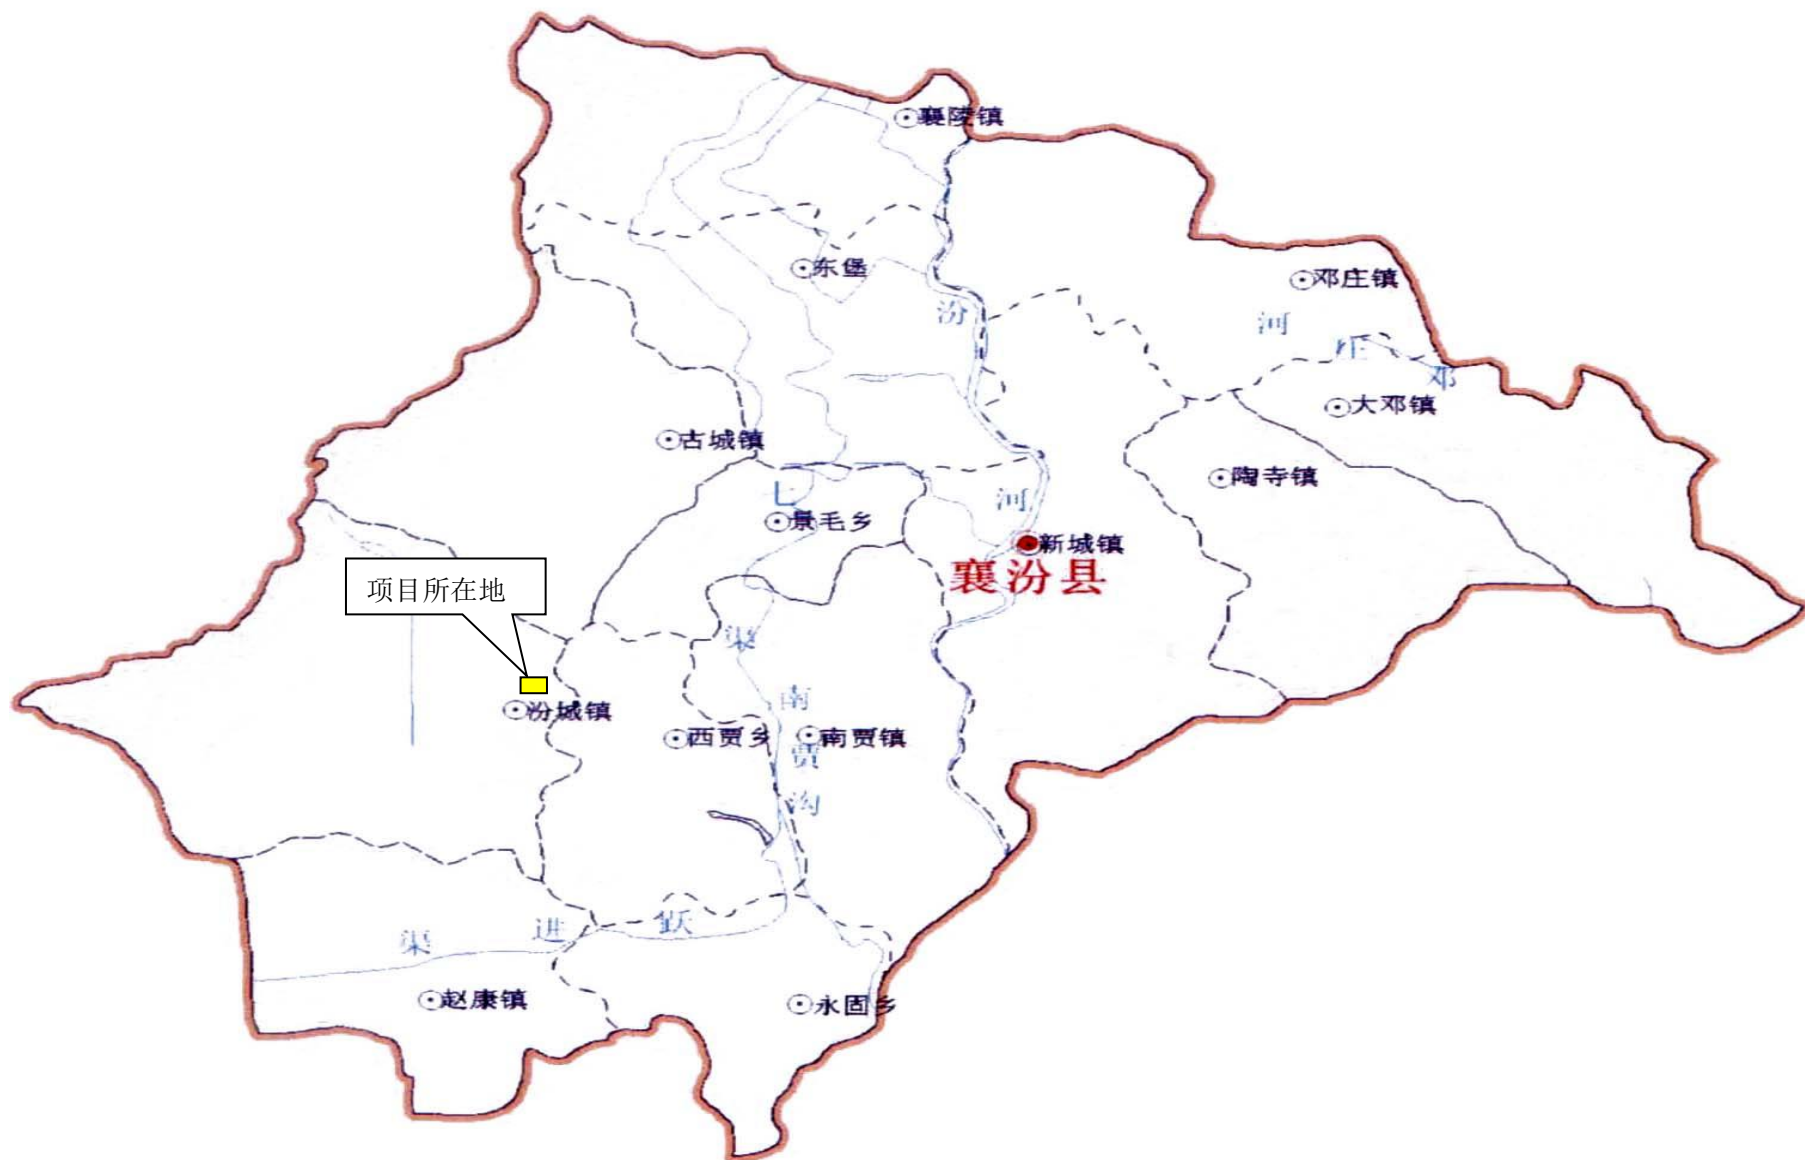 襄陵镇
东堡
邓庄镇
汾
河
庄
邓
大邓镇
古城镇
陶寺镇
七
河
景毛乡
新城镇
襄汾县
项目所在地
渠
南
汾城镇
西贾乡
南贾镇
贾
沟
渠
进
跃
赵康镇
永固乡